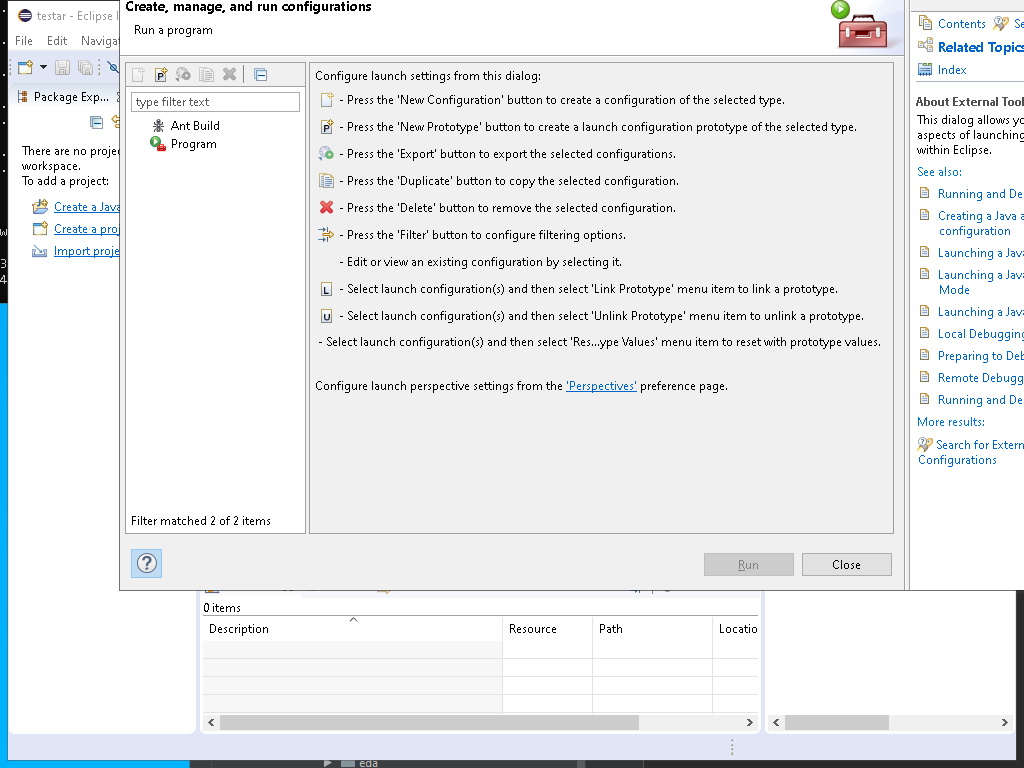 testar - Eclipse I
File Edit Navigat
Package Exp...
There are no proje
workspace.
To add a project:
Create a Java
Create a proj
Import proje
Create, manage, and run configurations
Run a program
type filter text
Ant Build
Program
Filter matched 2 of 2 items
Configure launch settings from this dialog:
- Press the 'New Configuration' button to create a configuration of the selected type.
- Press the 'New Prototype' button to create a launch configuration prototype of the selected type.
- Press the 'Export' button to export the selected configurations.
- Press the 'Duplicate' button to copy the selected configuration.
- Press the 'Delete' button to remove the selected configuration.
- Press the 'Filter' button to configure filtering options.
- Edit or view an existing configuration by selecting it.
L - Select launch configuration(s) and then select 'Link Prototype' menu item to link a prototype.
U - Select launch configuration(s) and then select 'Unlink Prototype' menu item to unlink a prototype.
- Select launch configuration(s) and then select 'Res...ype Values' menu item to reset with prototype values.
Configure launch perspective settings from the 'Perspectives' preference page.
Run Close
Contents Se
Related Topics
Index
About External Tool
This dialog allows yo
aspects of launching
within Eclipse.
See also:
Running and De
Creating a Java a
configuration
Launching a Java
Launching a Java
Mode
Launching a Java
Local Debugging
Preparing to Deb
Remote Debugg
Running and De
More results:
Search for Extern
Configurations
0 items
Description Resource Path Locatio
eda